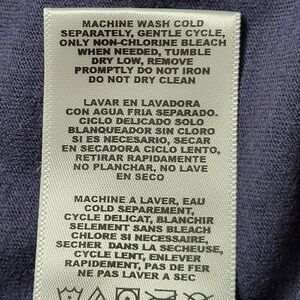 MACHINE WASH COLD
SEPARATELY, GENTLE CYCLE,
ONLY NON-CHLORINE BLEACH
WHEN NEEDED, TUMBLE
DRY LOW, REMOVE
PROMPTLY DO NOT IRON
DO NOT DRY CLEAN
LAVAR EN LAVADORA
CON AGUA FRIA SEPARADO.
CICLO DELICADO SOLO
BLANQUEADOR SIN CLORO
SI ES NECESARIO, SECAR
EN SECADORA CICLO LENTO,
RETIRAR RAPIDAMENTE
NO PLANCHAR, NO LAVE
EN SECO
MACHINE A LAVER, EAU
COLD SEPAREMENT,
CYCLE DELICAT, BLANCHIR
SELEMENT SANS BLEACH
CHLORE SI NECESSAIRE,
SECHER DANS LA SECHEUSE,
CYCLE LENT, ENLEVER
RAPIDEMENT, PAS DE FER
NE PAS LAVER A SEC